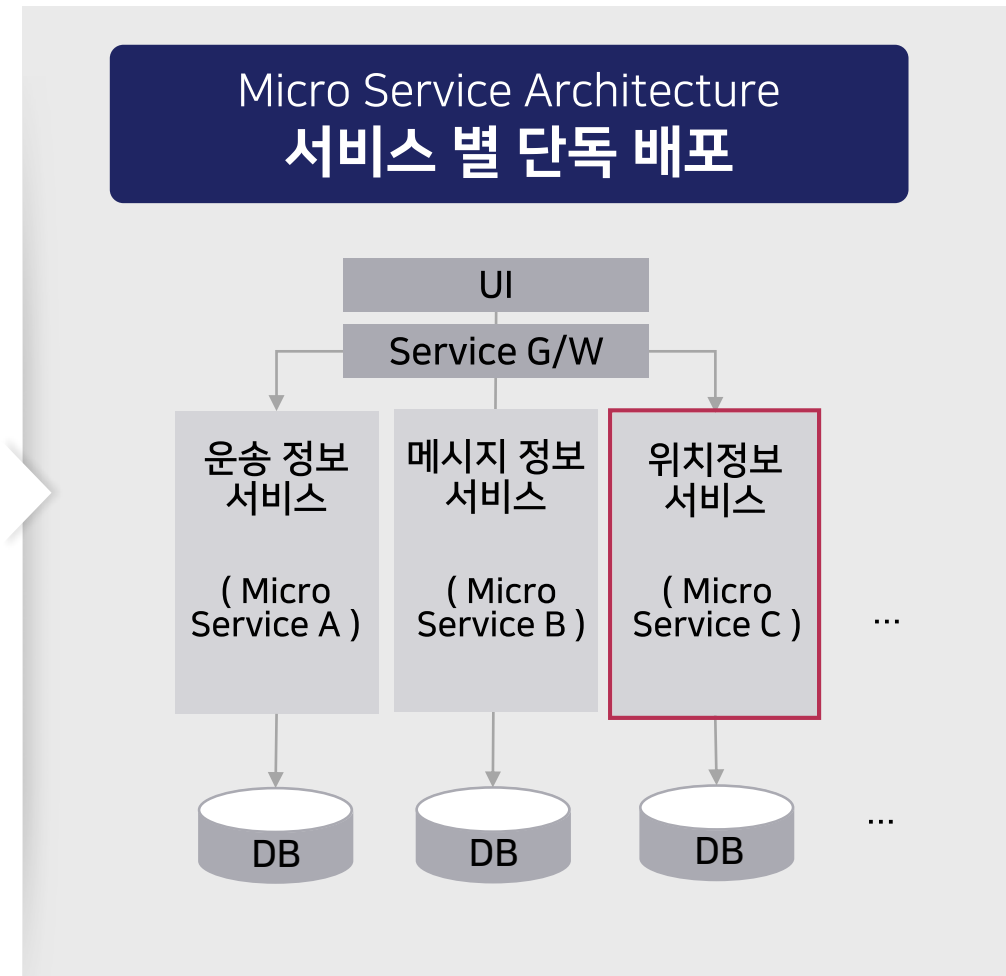 Micro Service Architecture
서비스 별 단독 배포
UI
Service G/W
운송 정보
서비스
( Micro
Service A )
메시지 정보
서비스
( Micro
Service B )
위치정보
서비스
( Micro
Service C )
...
DB
DB
DB
...